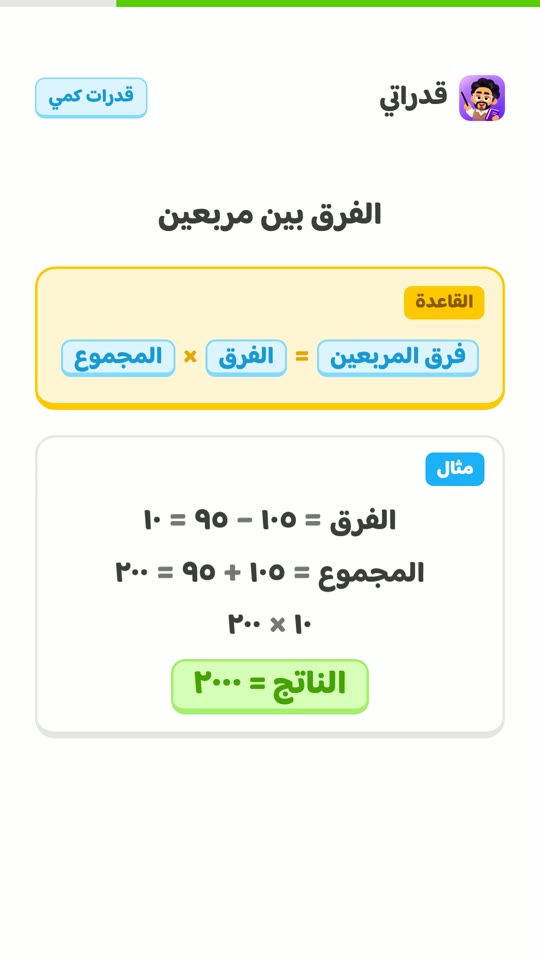 قدراتي
قدرات كمي
الفرق بين مربعين
القاعدة
فرق المربعين = الفرق × المجموع
مثال
الفرق = ١٠٥ − ٩٥ = ١٠
المجموع = ١٠٥ + ٩٥ = ٢٠٠
١٠ × ٢٠٠
الناتج = ٢٠٠٠